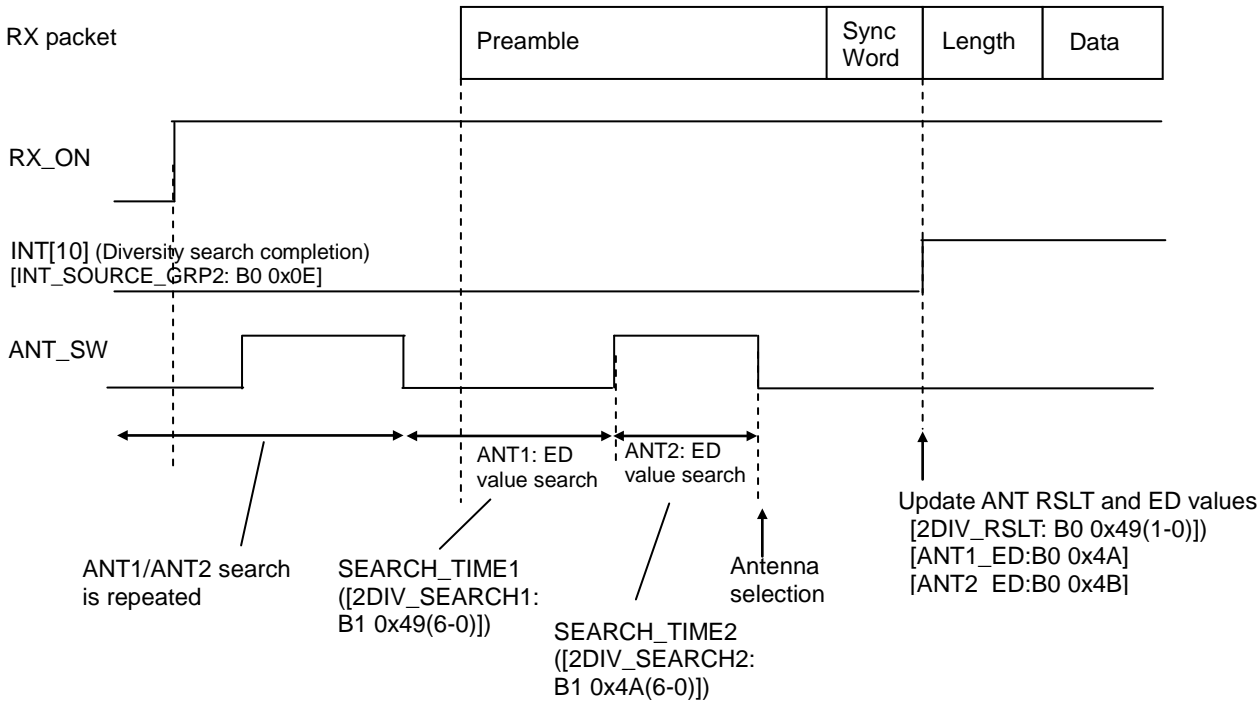 RX packet
Preamble
Sync
Word
Length
Data
RX_ON
INT[10] (Diversity search completion)
[INT_SOURCE_GRP2: B0 0x0E]
ANT_SW
ANT1: ED
value search
ANT2: ED
value search
ANT1/ANT2 search
is repeated
SEARCH_TIME1
([2DIV_SEARCH1:
B1 0x49(6-0)])
SEARCH_TIME2
([2DIV_SEARCH2:
B1 0x4A(6-0)])
Antenna
selection
Update ANT RSLT and ED values
[2DIV_RSLT: B0 0x49(1-0)])
[ANT1_ED:B0 0x4A]
[ANT2_ED:B0 0x4B]